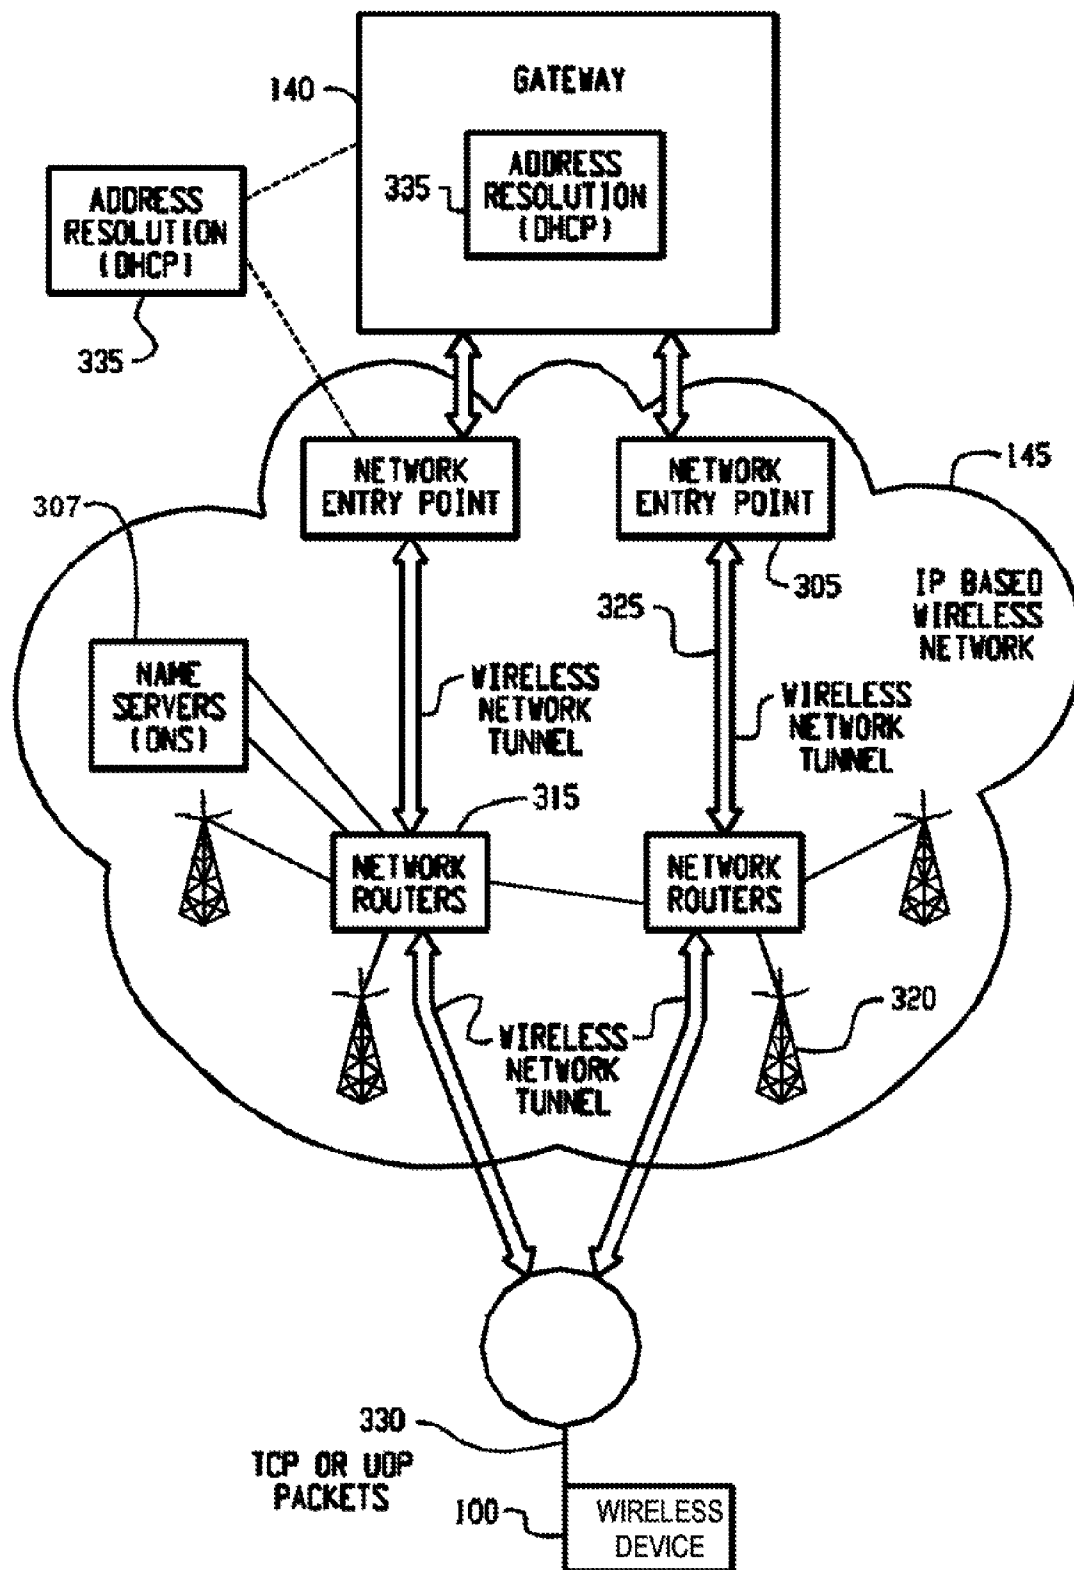 GATEWAY
140
ADDRESS
RESOLUTION
(DHCP)
335
ADDRESS
RESOLUTION
(DHCP)
335
NETWORK
ENTRY POINT
NETWORK
ENTRY POINT
145
307
305
IP BASED
WIRELESS
NETWORK
325
NAME
SERVERS
(DNS)
WIRELESS
NETWORK
TUNNEL
WIRELESS
NETWORK
TUNNEL
315
NETWORK
ROUTERS
NETWORK
ROUTERS
320
WIRELESS
NETWORK
TUNNEL
330
TCP OR UDP
PACKETS
100
WIRELESS
DEVICE